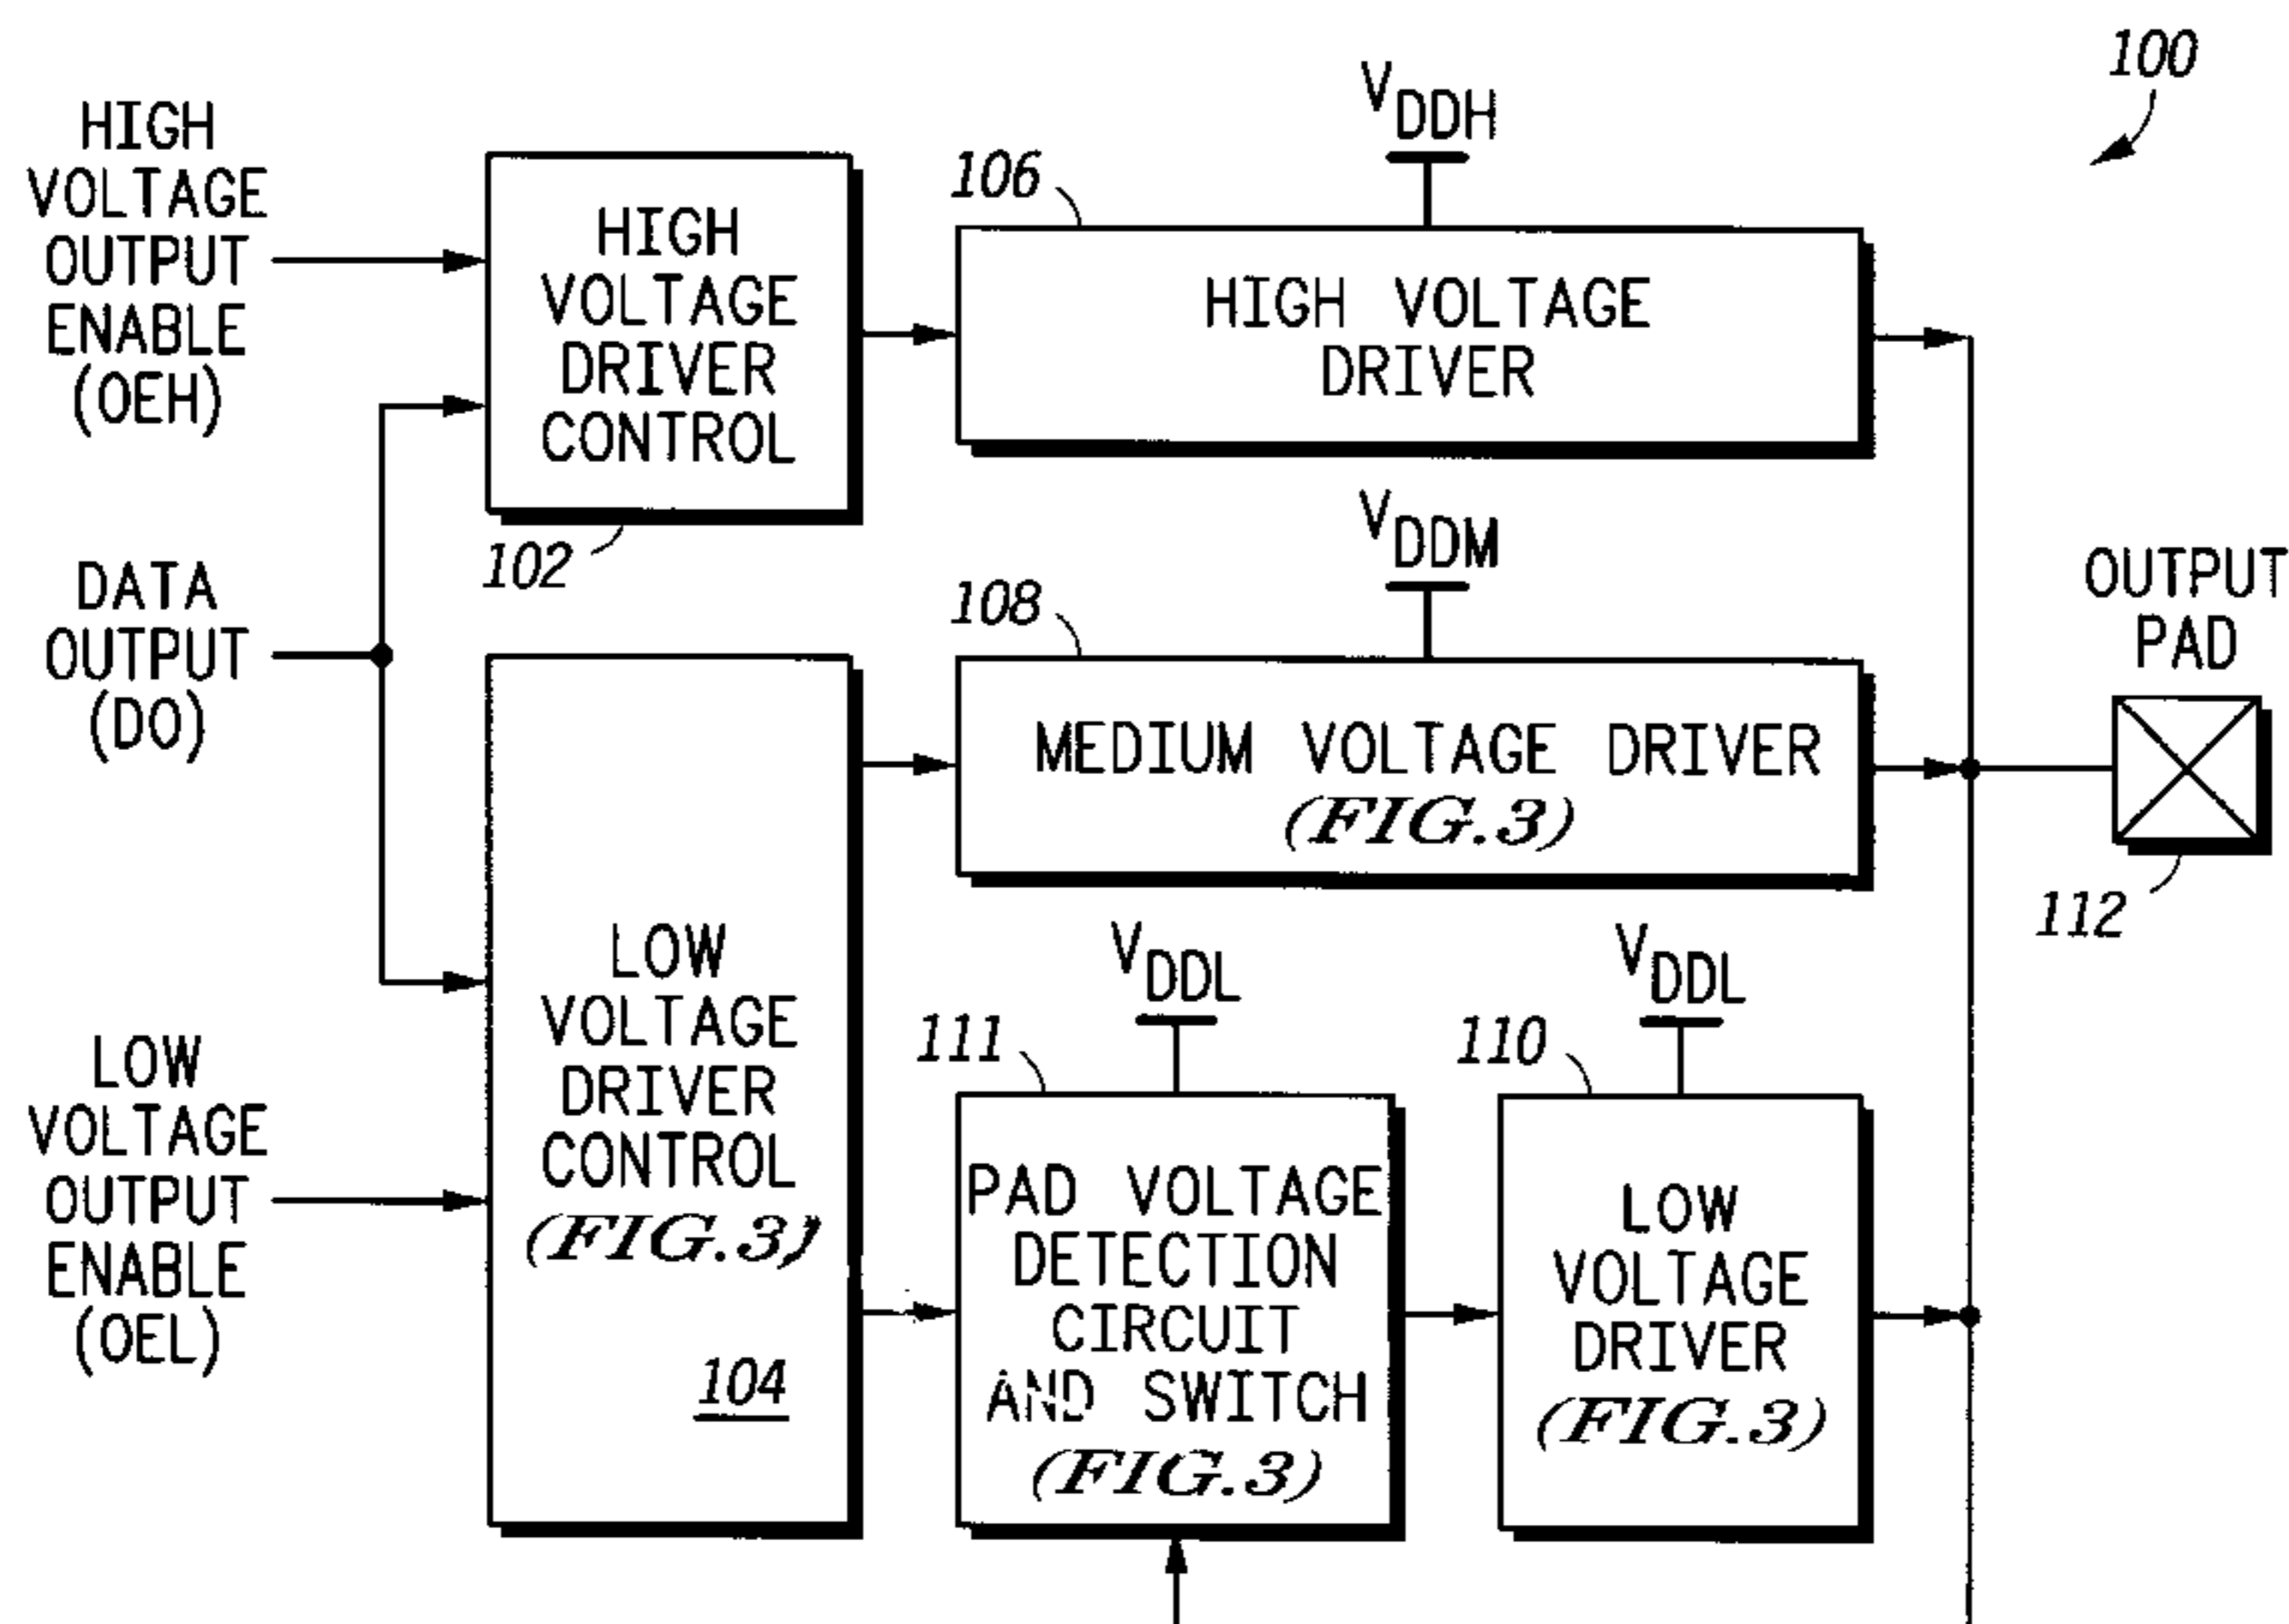 100
HIGH
VOLTAGE
OUTPUT
ENABLE
(OEH)
HIGH
VOLTAGE
DRIVER
CONTROL
102
106
VDDH
HIGH VOLTAGE
DRIVER
DATA
OUTPUT
(DO)
108
VDDM
MEDIUM VOLTAGE DRIVER
(FIG.3)
OUTPUT
PAD
112
LOW
VOLTAGE
OUTPUT
ENABLE
(OEL)
LOW
VOLTAGE
DRIVER
CONTROL
(FIG.3)
104
111
VDDL
PAD VOLTAGE
DETECTION
CIRCUIT
AND SWITCH
(FIG.3)
110
VDDL
LOW
VOLTAGE
DRIVER
(FIG.3)